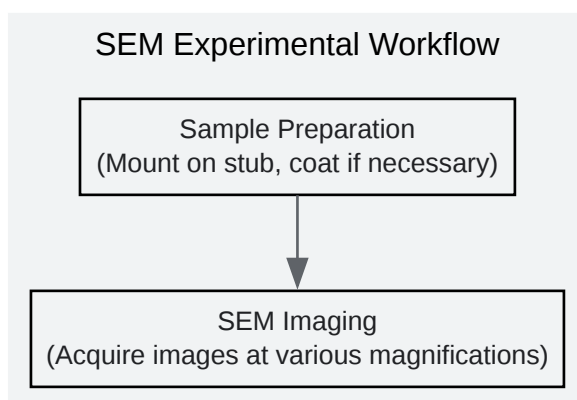 SEM Experimental Workflow
Sample Preparation
(Mount on stub, coat if necessary)
SEM Imaging
(Acquire images at various magnifications)